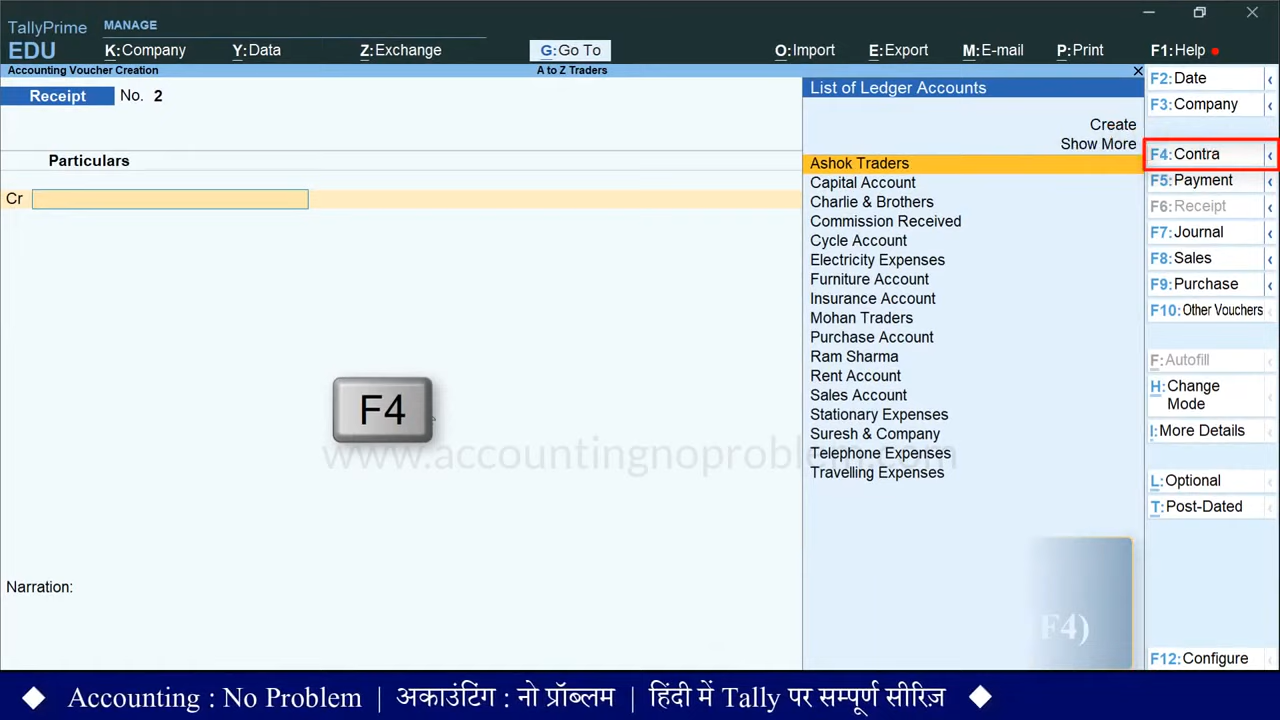 TallyPrime
EDU
MANAGE
K:Company
Y:Data
Z:Exchange
G:Go To
O:Import
E:Export
M:E-mail
P:Print
F1:Help
Accounting Voucher Creation
A to Z Traders
Receipt No. 2
Particulars
Cr
F4
www.accountingnoproblem.com
Narration:
List of Ledger Accounts
Create
Show More
Ashok Traders
Capital Account
Charlie & Brothers
Commission Received
Cycle Account
Electricity Expenses
Furniture Account
Insurance Account
Mohan Traders
Purchase Account
Ram Sharma
Rent Account
Sales Account
Stationary Expenses
Suresh & Company
Telephone Expenses
Travelling Expenses
F4)
F2:Date
F3:Company
F4:Contra
F5:Payment
F6:Receipt
F7:Journal
F8:Sales
F9:Purchase
F10:Other Vouchers
F:Autofill
H:Change
Mode
I:More Details
L:Optional
T:Post-Dated
F12:Configure
Accounting : No Problem | अकाउंटिंग : नो प्रॉब्लम | हिंदी में Tally पर सम्पूर्ण सीरिज़